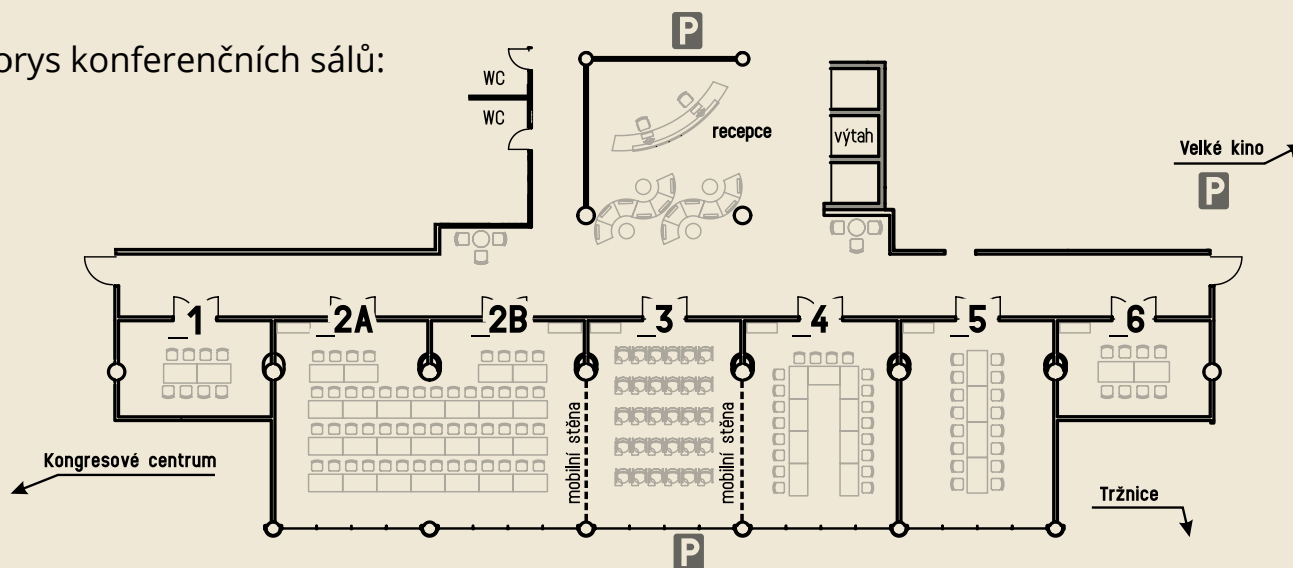 orys konferenčních sálů:
P
WC
WC
recepce
výtah
Velké kino
P
1
2A
2B
3
4
5
6
mobilní stěna
mobilní stěna
Kongresové centrum
Tržnice
P